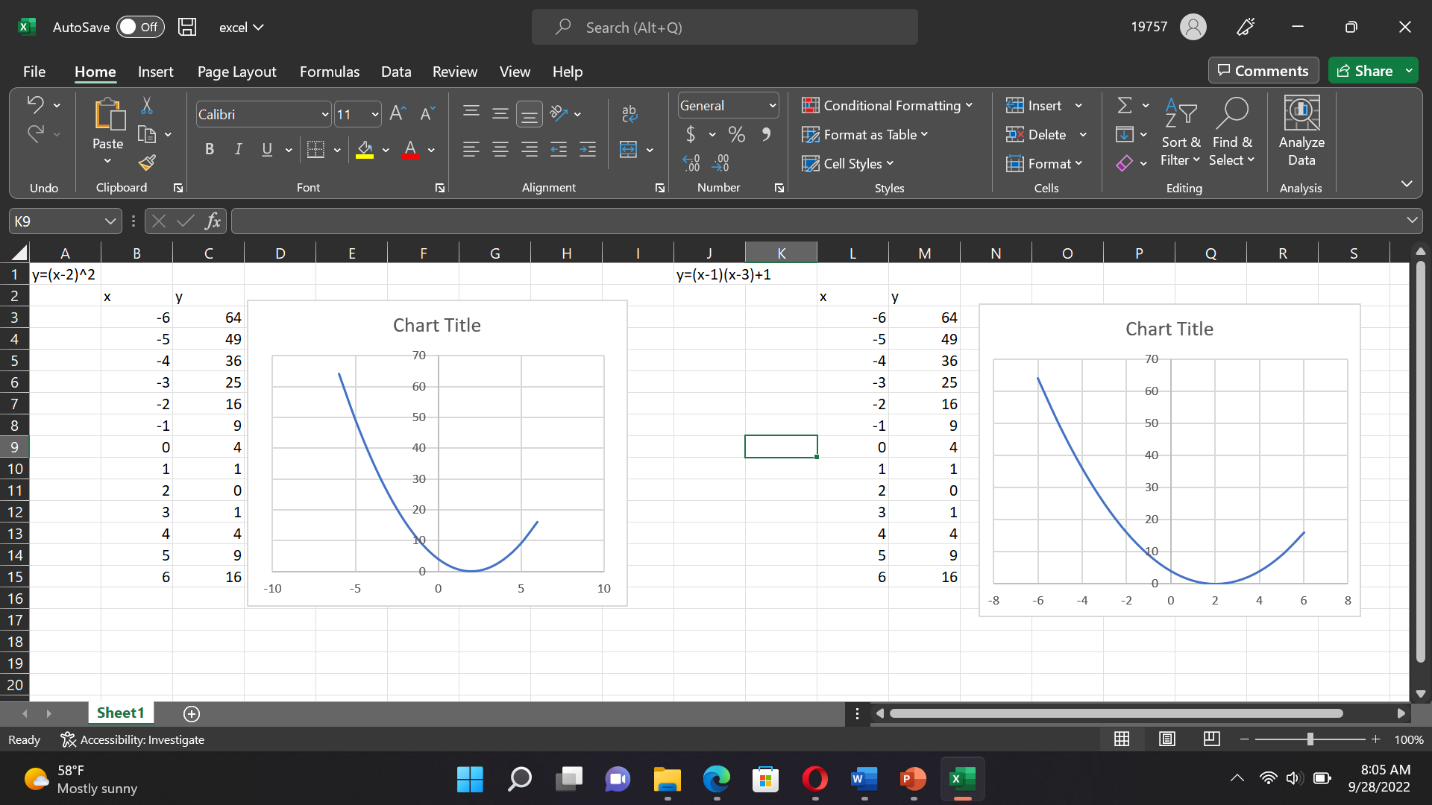 AutoSave Off excel Search (Alt+Q) 19757
File Home Insert Page Layout Formulas Data Review View Help Comments Share
Calibri 11 General Conditional Formatting Insert
Paste B I U A $ % Format as Table Delete Sort & Filter Find & Select Analyze Data
Cell Styles Format
Undo Clipboard Font Alignment Number Styles Cells Editing Analysis
K9 fx
A B C D E F G H I J K L M N O P Q R S
1 y=(x-2)^2 y=(x-1)(x-3)+1
2 x y x y
3 -6 64 -6 64
4 -5 49 -5 49
5 -4 36 -4 36
6 -3 25 -3 25
7 -2 16 -2 16
8 -1 9 -1 9
9 0 4 0 4
10 1 1 1 1
11 2 0 2 0
12 3 1 3 1
13 4 4 4 4
14 5 9 5 9
15 6 16 6 16
16
17
18
19
20
Chart Title
70
60
50
40
30
20
10
0
-10 -5 0 5 10
Chart Title
70
60
50
40
30
20
10
0
-8 -6 -4 -2 0 2 4 6 8
Sheet1
Ready Accessibility: Investigate 100%
58°F
Mostly sunny
8:05 AM
9/28/2022